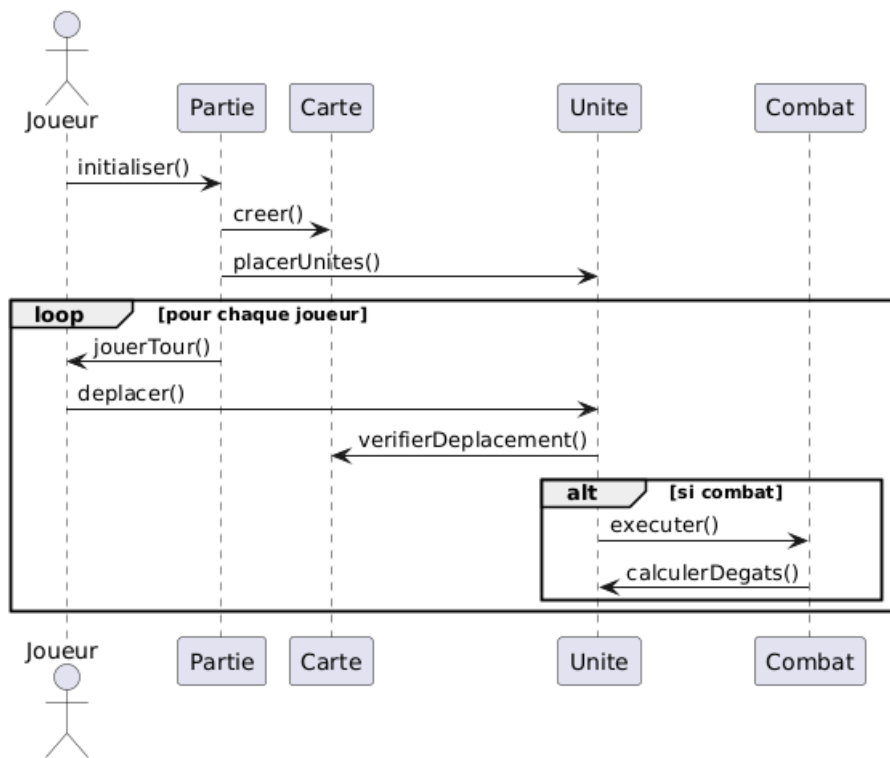 Joueur
Partie
Carte
Unite
Combat
initialiser()
creer()
placerUnites()
loop [pour chaque joueur]
jouerTour()
deplacer()
verifierDeplacement()
alt [si combat]
executer()
calculerDegats()
Joueur
Partie
Carte
Unite
Combat